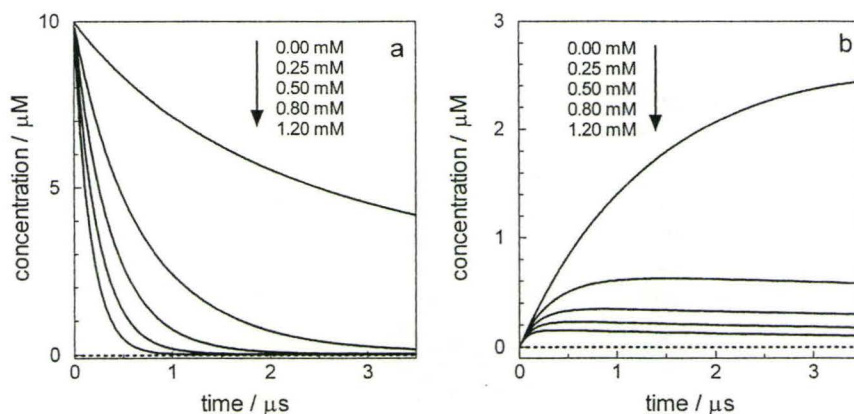 a
10
5
0
0.00 mM
0.25 mM
0.50 mM
0.80 mM
1.20 mM
concentration / μM
0 1 2 3
time / μs
b
3
2
1
0
0.00 mM
0.25 mM
0.50 mM
0.80 mM
1.20 mM
concentration / μM
0 1 2 3
time / μs